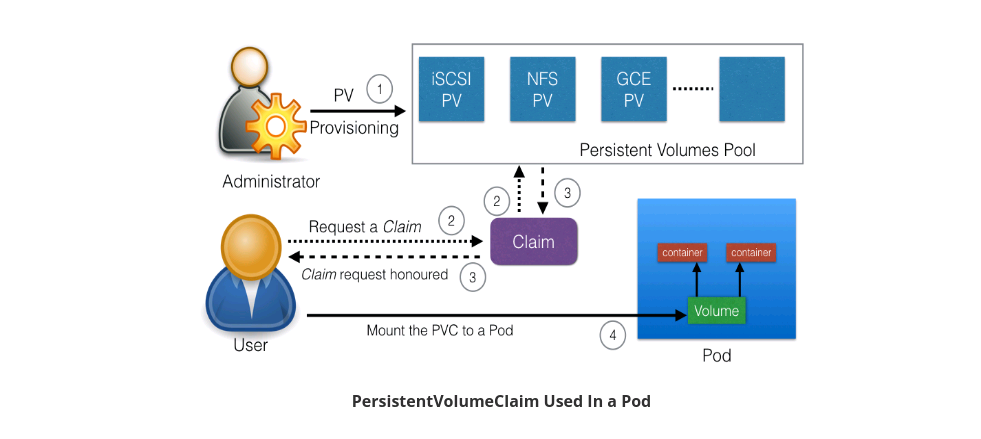 PV
1
Provisioning
Administrator
iSCSI
PV
NFS
PV
GCE
PV
Persistent Volumes Pool
2
3
Request a Claim
2
Claim
Claim request honoured
3
User
Mount the PVC to a Pod
4
container
container
Volume
Pod
PersistentVolumeClaim Used In a Pod